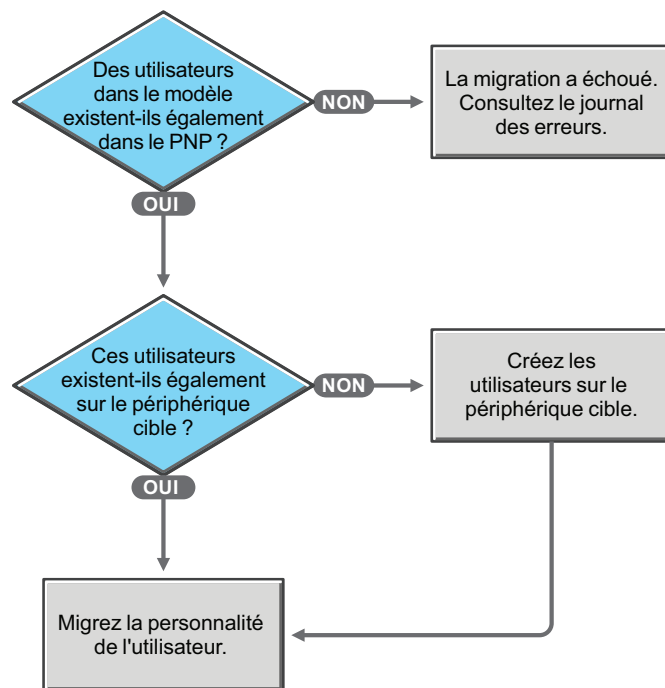 Des utilisateurs
dans le modèle
existent-ils également
dans le PNP ?
NON
La migration a échoué.
Consultez le journal
des erreurs.
OUI
Ces utilisateurs
existent-ils également
sur le périphérique
cible ?
NON
Créez les
utilisateurs sur le
périphérique cible.
OUI
Migrez la personnalité
de l'utilisateur.